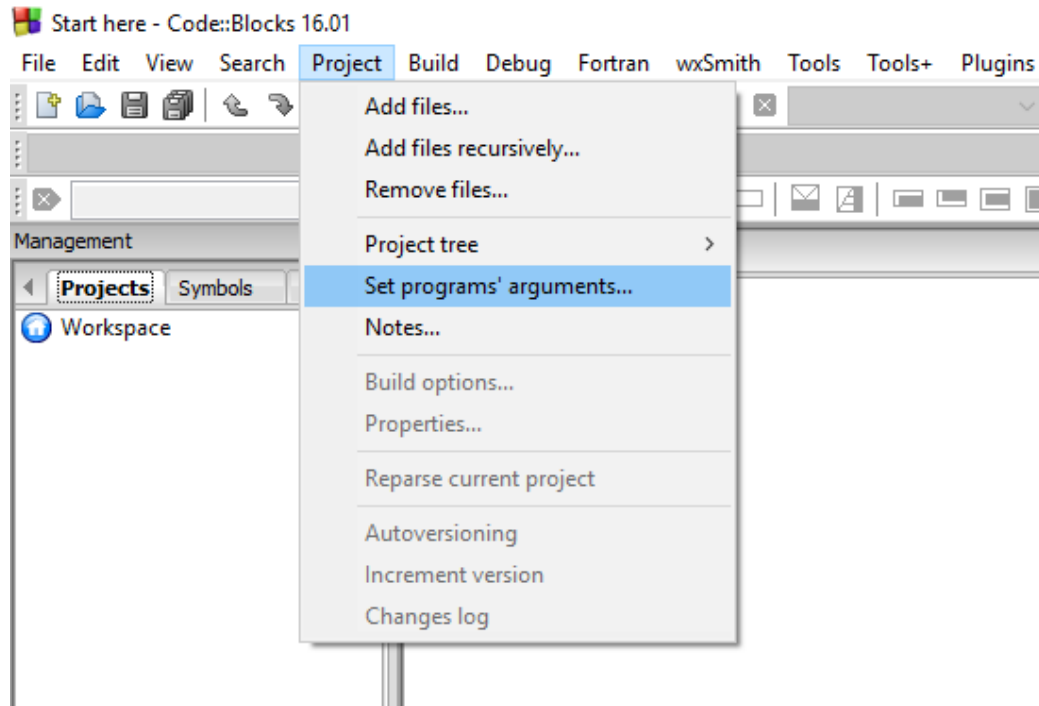 Start here - Code::Blocks 16.01
File Edit View Search Project Build Debug Fortran wxSmith Tools Tools+ Plugins
Add files...
Add files recursively...
Remove files...
Management
Project tree
Projects Symbols
Set programs' arguments...
Workspace
Notes...
Build options...
Properties...
Reparse current project
Autoversioning
Increment version
Changes log